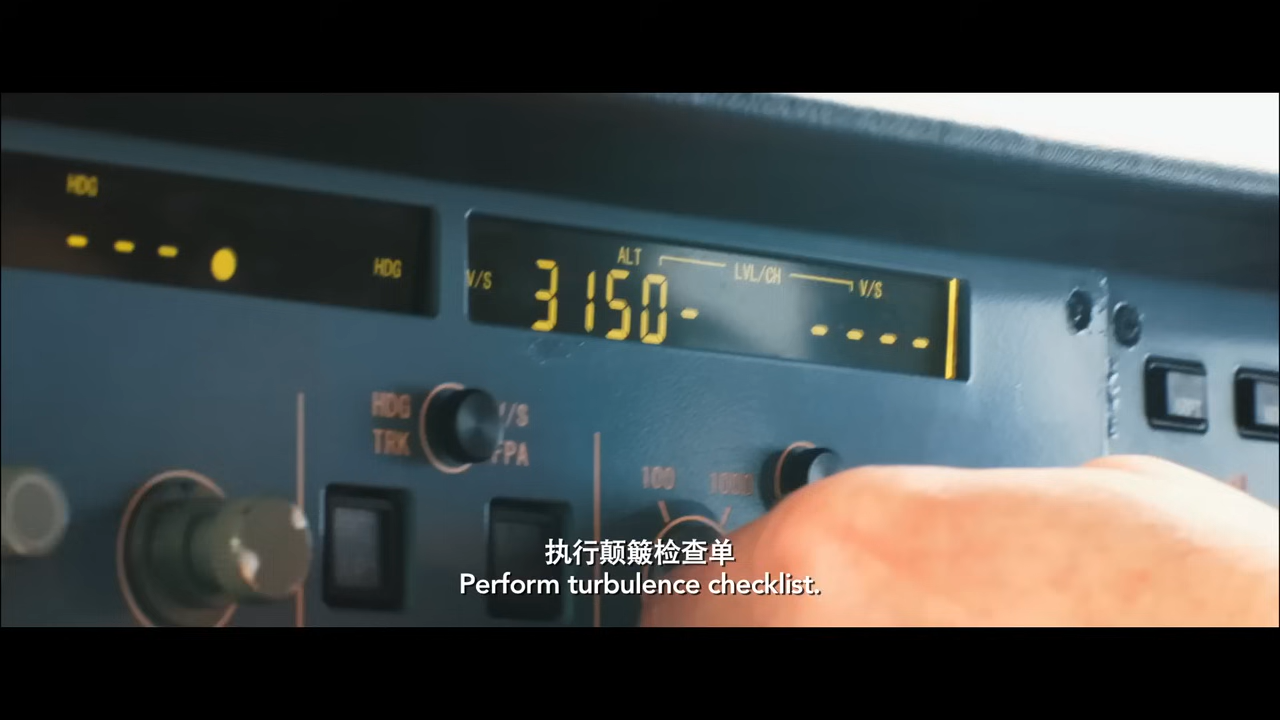 HDG
- - - ●
HDG
V/S
ALT
LVL/CH
V/S
3150-
- - - -
HDG
V/S
TRK
FPA
100
1000
执行颠簸检查单
Perform turbulence checklist.